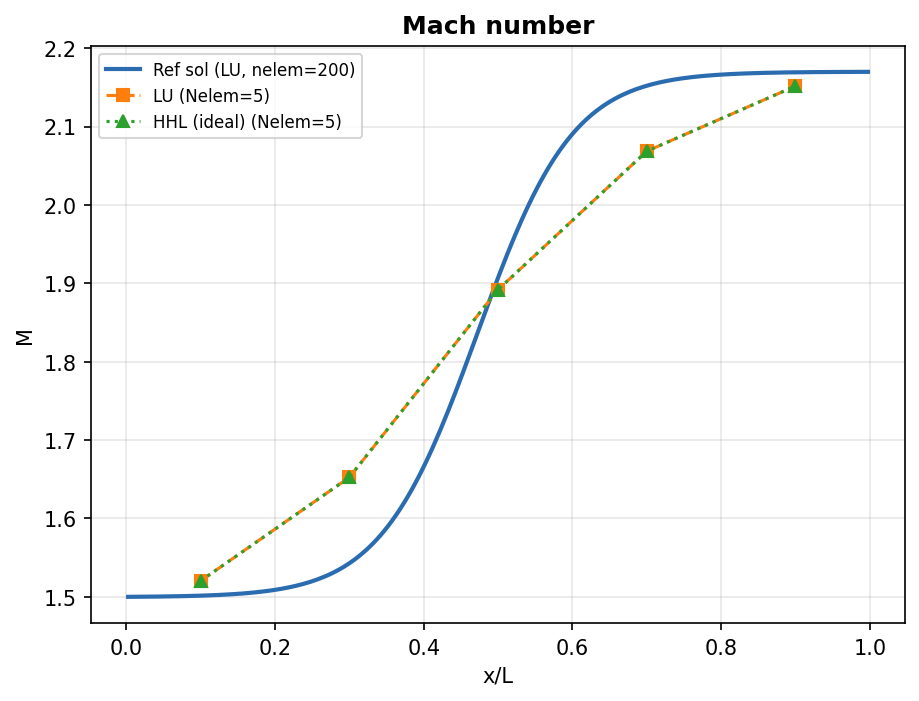 Mach number
2.2
2.1
2.0
1.9
1.8
1.7
1.6
1.5
M
Ref sol (LU, nelem=200)
LU (Nelem=5)
HHL (ideal) (Nelem=5)
0.0 0.2 0.4 0.6 0.8 1.0
x/L